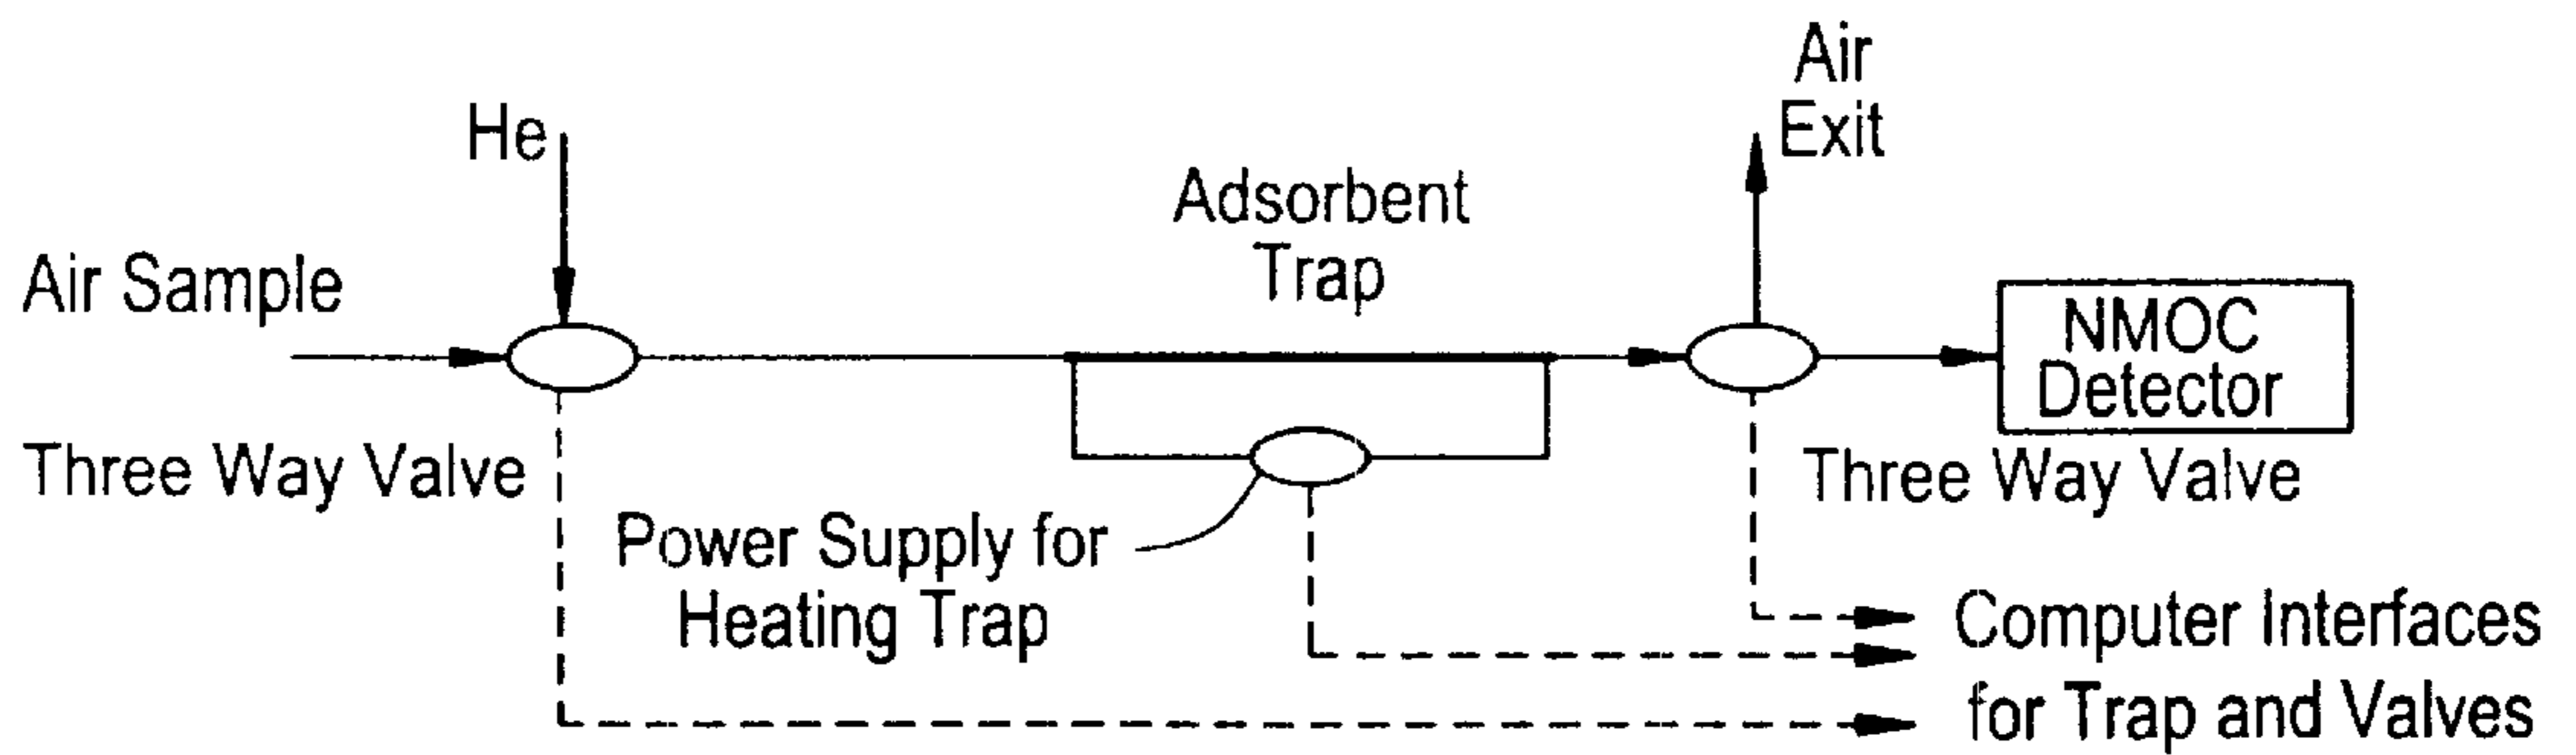 Air
Exit
He
Adsorbent
Trap
Air Sample
NMOC
Detector
Three Way Valve
Three Way Valve
Power Supply for
Heating Trap
Computer Interfaces
for Trap and Valves